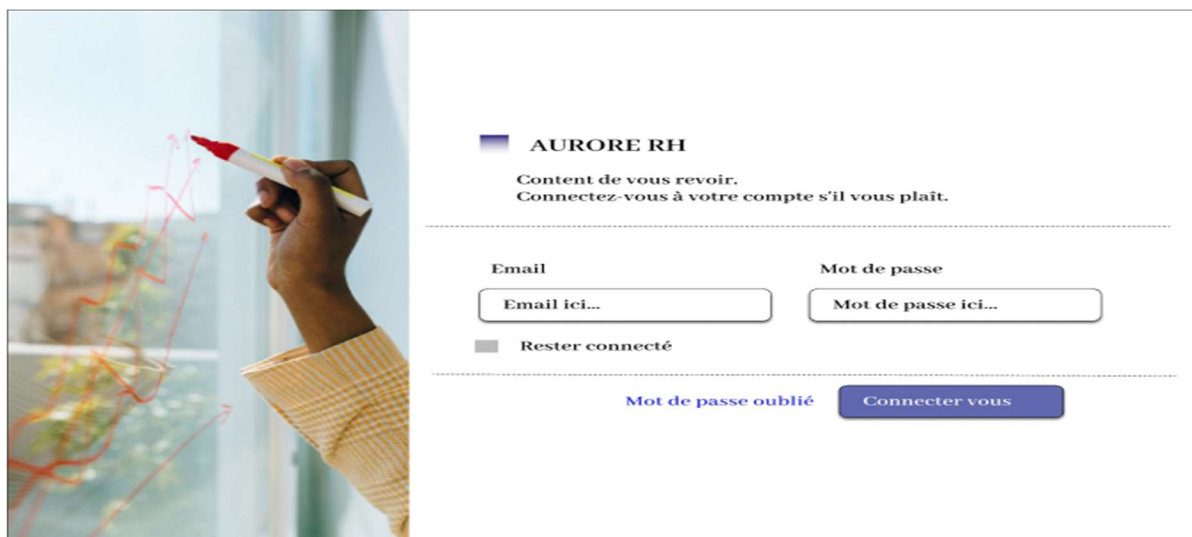 AURORE RH
Content de vous revoir.
Connectez-vous à votre compte s'il vous plaît.
Email
Mot de passe
Email ici...
Mot de passe ici...
Rester connecté
Mot de passe oublié
Connecter vous